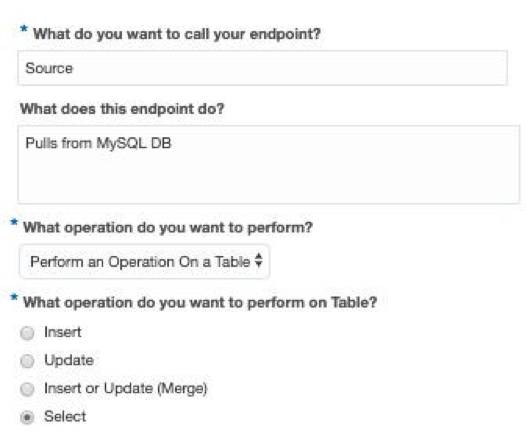 * What do you want to call your endpoint?
Source
What does this endpoint do?
Pulls from MySQL DB
* What operation do you want to perform?
Perform an Operation On a Table
* What operation do you want to perform on Table?
Insert
Update
Insert or Update (Merge)
Select